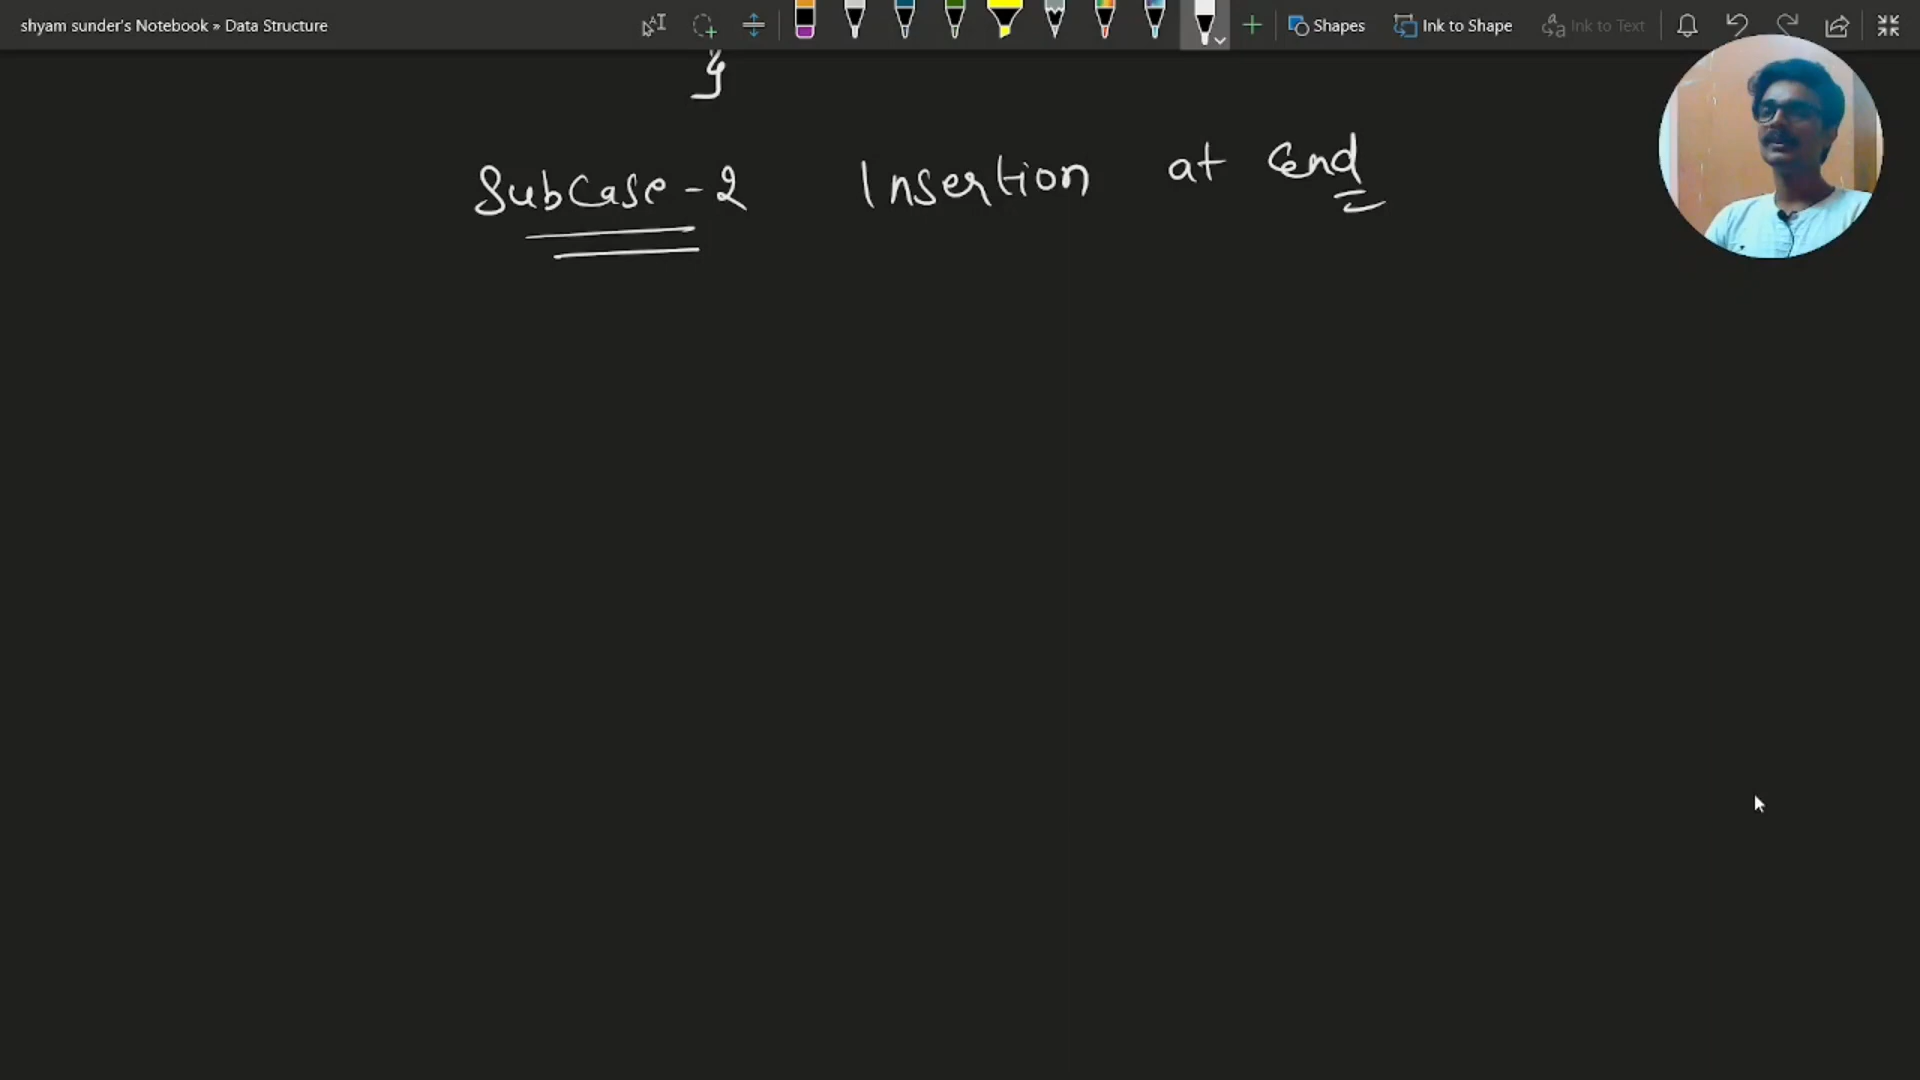 shyam sunder's Notebook » Data Structure
Shapes
Ink to Shape
Ink to Text
SubCase-2 Insertion at end